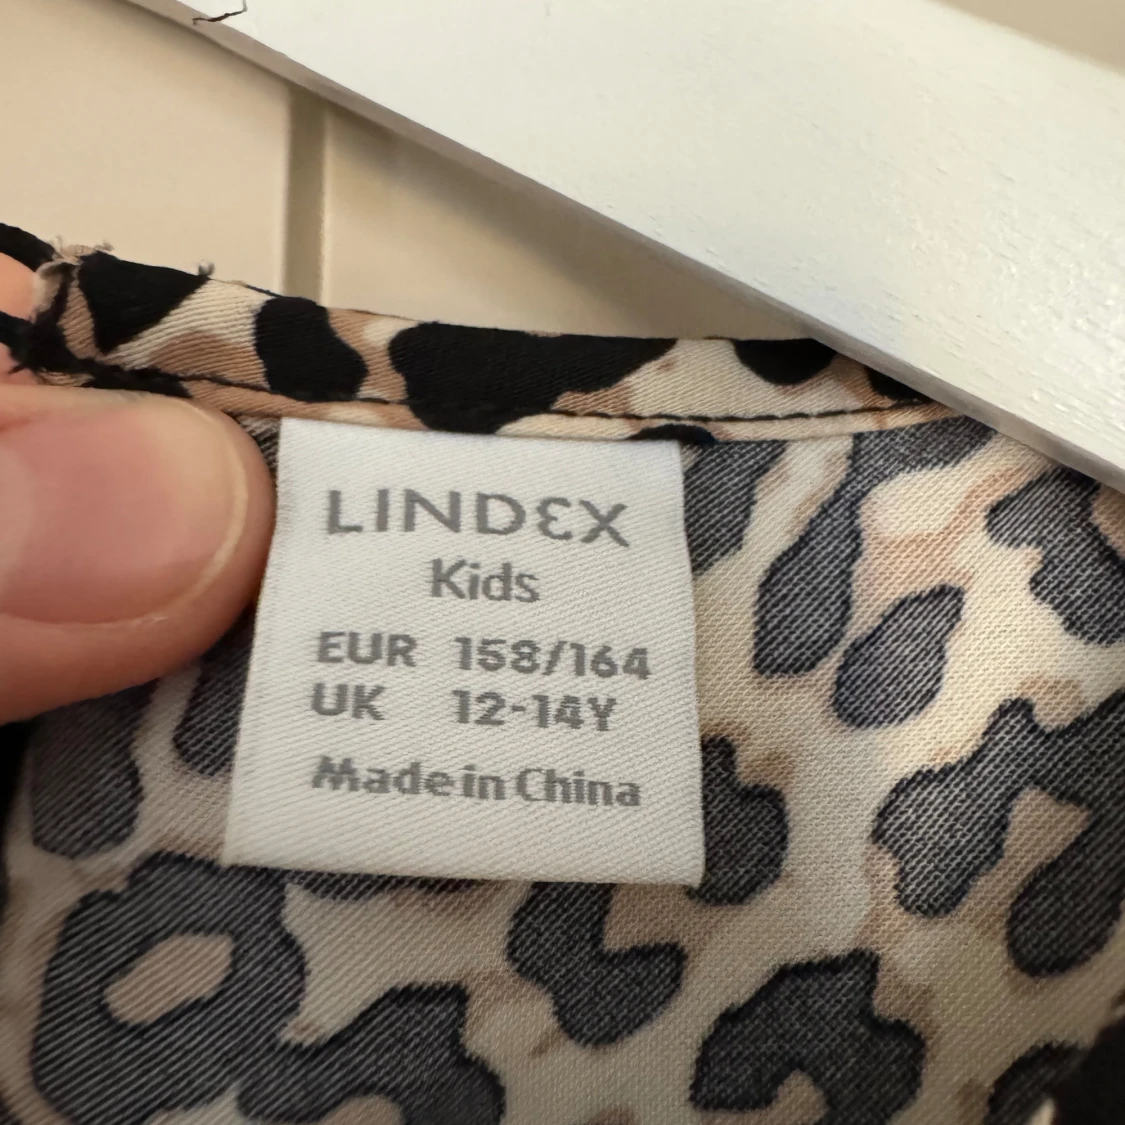 LINDEX
Kids
EUR 158/164
UK 12-14Y
Made in China